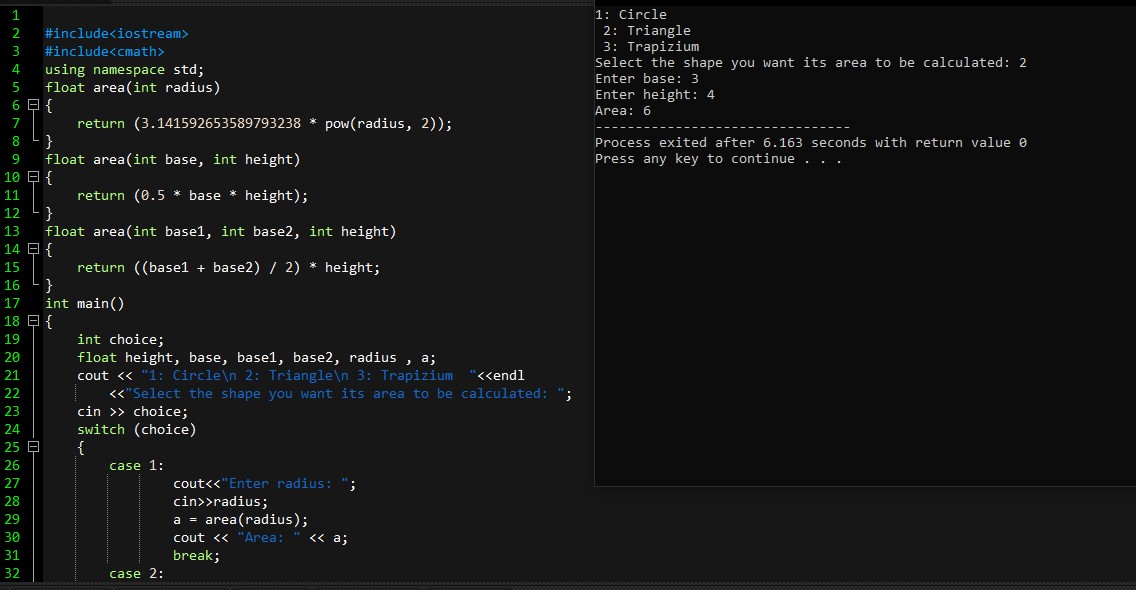 1
2 #include<iostream>
3 #include<cmath>
4 using namespace std;
5 float area(int radius)
6 {
7     return (3.141592653589793238 * pow(radius, 2));
8 }
9 float area(int base, int height)
10 {
11     return (0.5 * base * height);
12 }
13 float area(int base1, int base2, int height)
14 {
15     return ((base1 + base2) / 2) * height;
16 }
17 int main()
18 {
19     int choice;
20     float height, base, base1, base2, radius , a;
21     cout << "1: Circle\n 2: Triangle\n 3: Trapizium  "<<endl
22         <<"Select the shape you want its area to be calculated: ";
23     cin >> choice;
24     switch (choice)
25     {
26         case 1:
27                 cout<<"Enter radius: ";
28                 cin>>radius;
29                 a = area(radius);
30                 cout << "Area: " << a;
31                 break;
32         case 2:
1: Circle
 2: Triangle
 3: Trapizium
Select the shape you want its area to be calculated: 2
Enter base: 3
Enter height: 4
Area: 6
--------------------------------
Process exited after 6.163 seconds with return value 0
Press any key to continue . . .